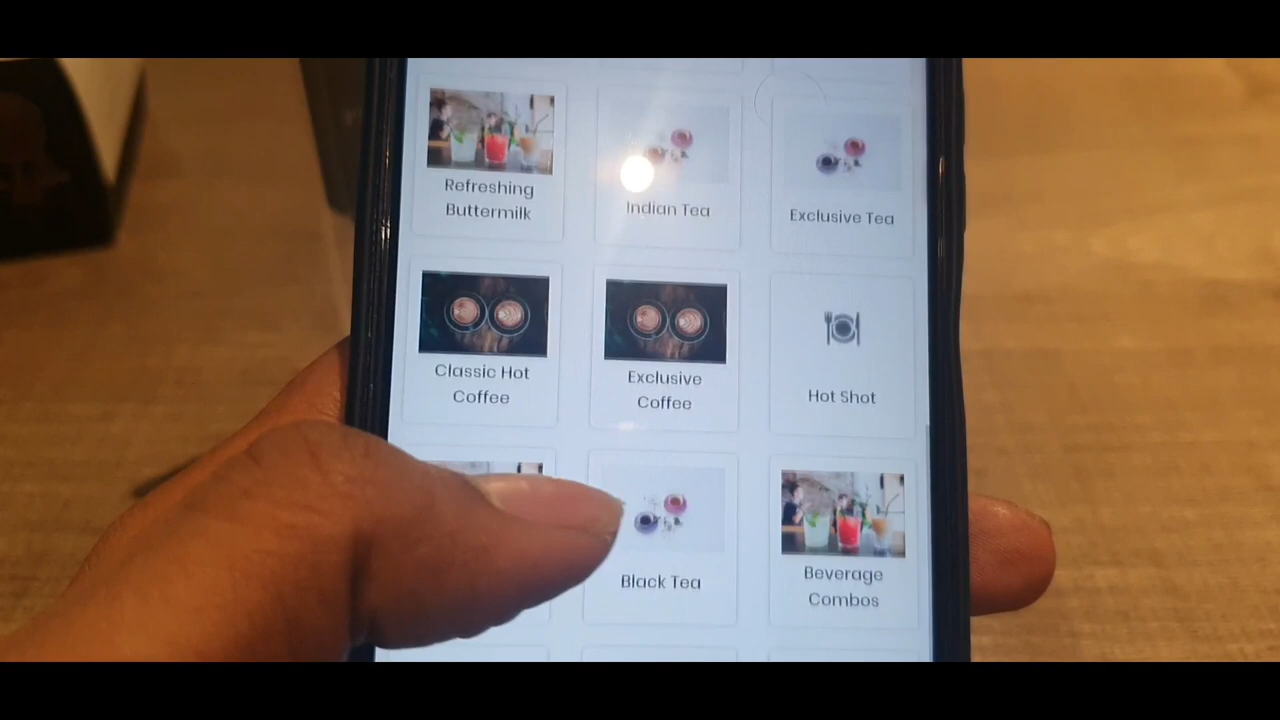 Refreshing
Buttermilk
Indian Tea
Exclusive Tea
Classic Hot
Coffee
Exclusive
Coffee
Hot Shot
Black Tea
Beverage
Combos